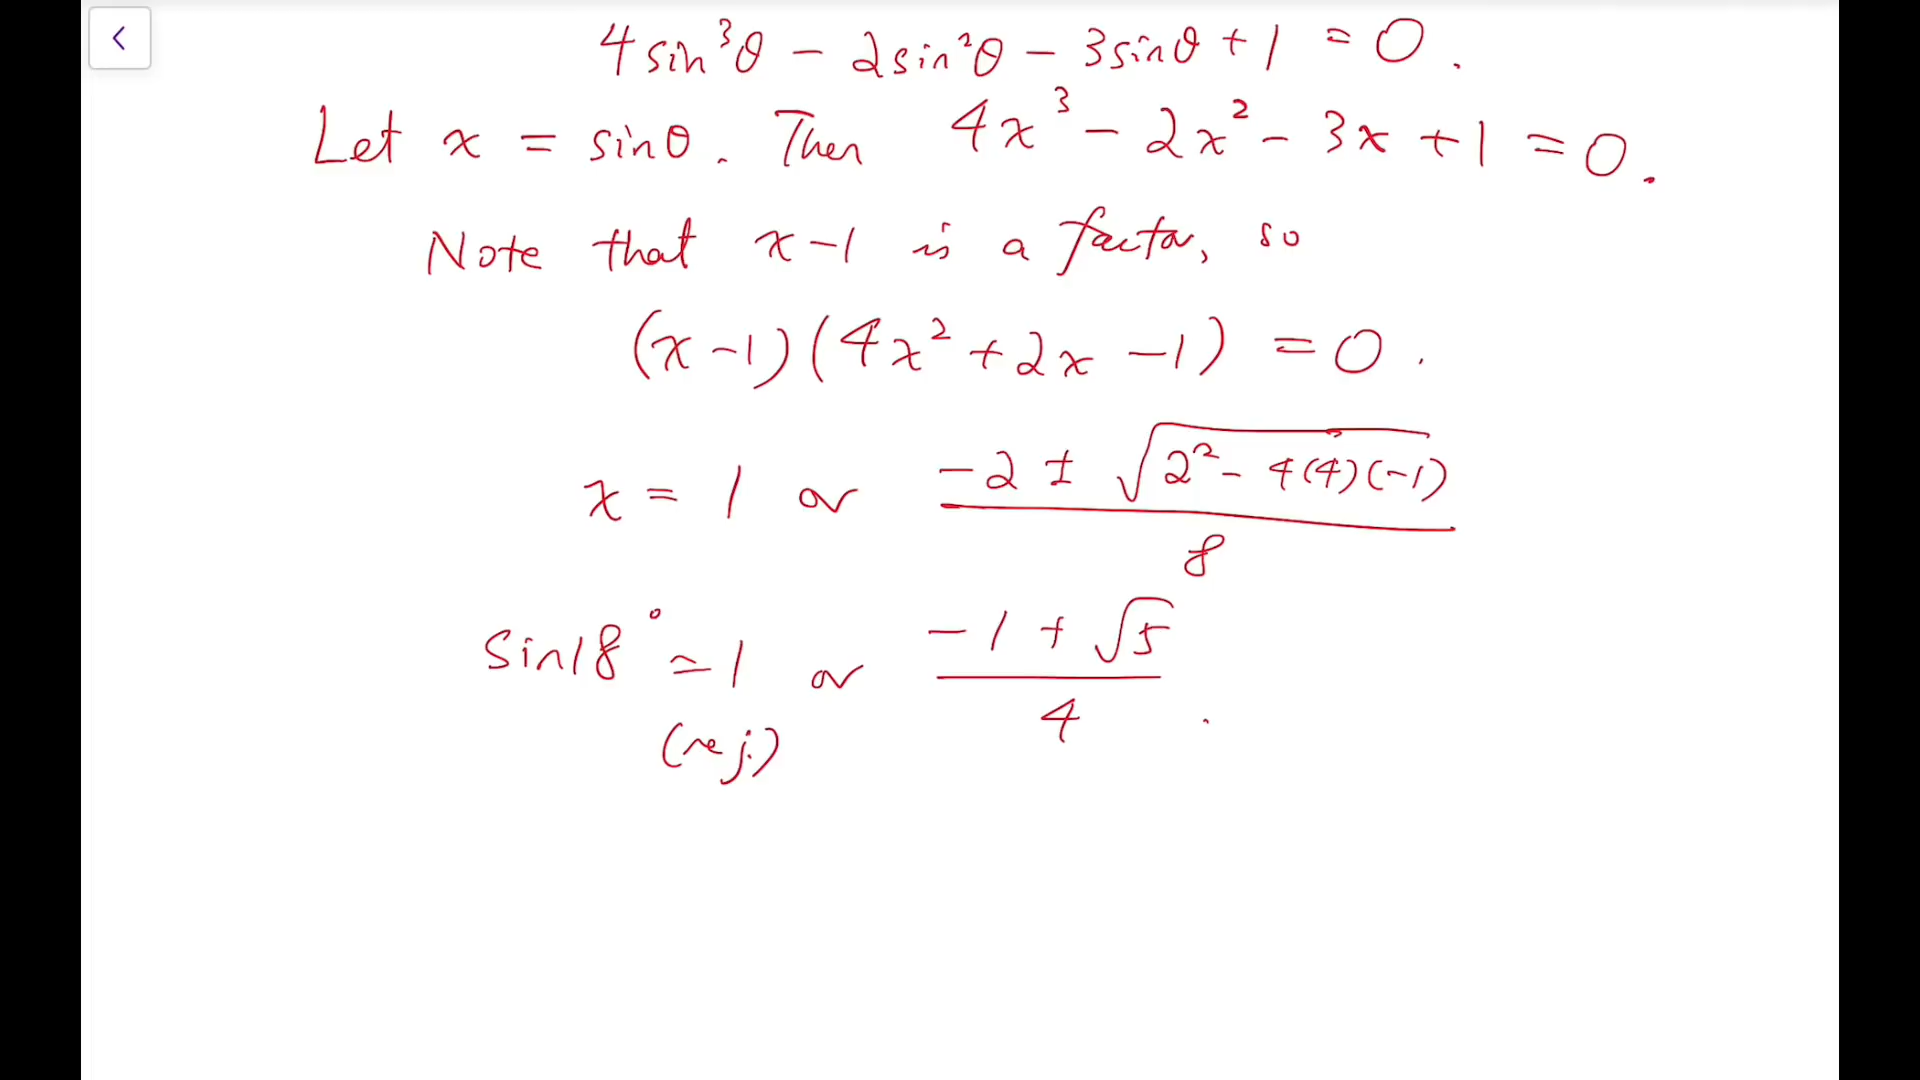 4 sin³θ − 2sin²θ − 3sinθ + 1 = 0.
Let x = sinθ. Then 4x³ − 2x² − 3x + 1 = 0.
Note that x − 1 is a factor, so
(x − 1)(4x² + 2x − 1) = 0.
x = 1 or (−2 ± √(2² − 4(4)(−1)))/8
sin18° = 1 or (−1 + √5)/4.
(rej.)